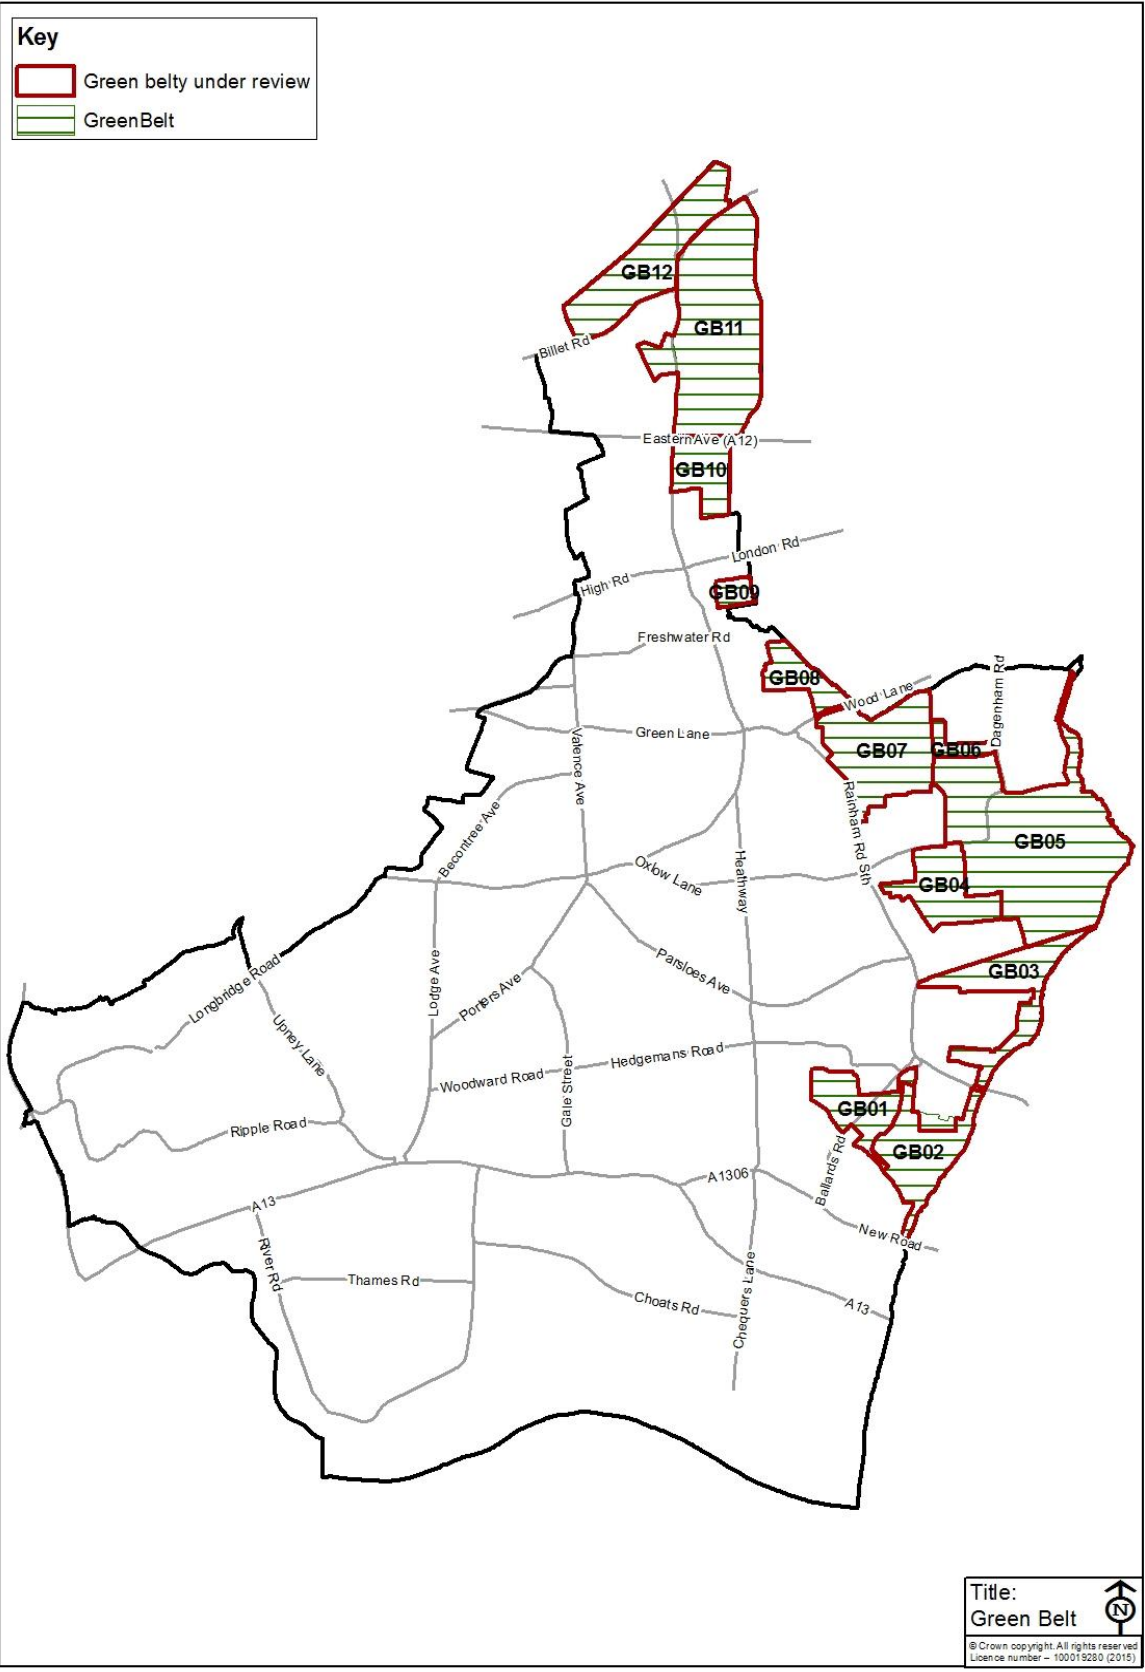 Key
Green belty under review
GreenBelt
GB12
GB11
Billet Rd
Eastern Ave (A12)
GB10
London Rd
High Rd
GB09
Freshwater Rd
GB08
Wood Lane
Dagenham Rd
Green Lane
Valence Ave
GB07
GB06
Becontree Ave
Rainham Rd Sth
GB05
Oxlow Lane
Heathway
GB04
Longbridge Road
Lodge Ave
Porters Ave
Parsloes Ave
GB03
Upney Lane
Hedgemans Road
Woodward Road
Gale Street
GB01
Ripple Road
GB02
Ballards Rd
A1306
A13
New Road
River Rd
Thames Rd
Choats Rd
Chequers Lane
A13
Title:
Green Belt
N
© Crown copyright. All rights reserved
Licence number – 100019280 (2015)